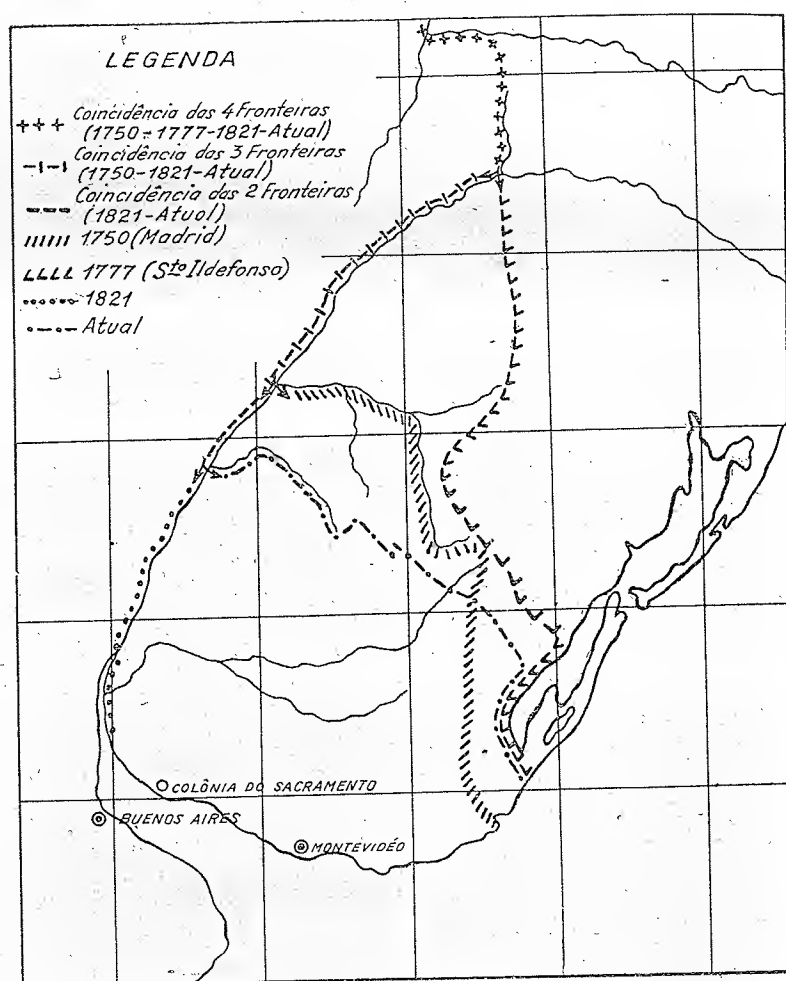 LEGENDA
Coincidência das 4 Fronteiras
(1750-1777-1821-Atual)
Coincidência das 3 Fronteiras
(1750-1821-Atual)
Coincidência das 2 Fronteiras
(1821-Atual)
1750 (Madrid)
1777 (Sto Ildefonso)
1821
Atual
COLÔNIA DO SACRAMENTO
BUENOS AIRES
MONTEVIDÉO